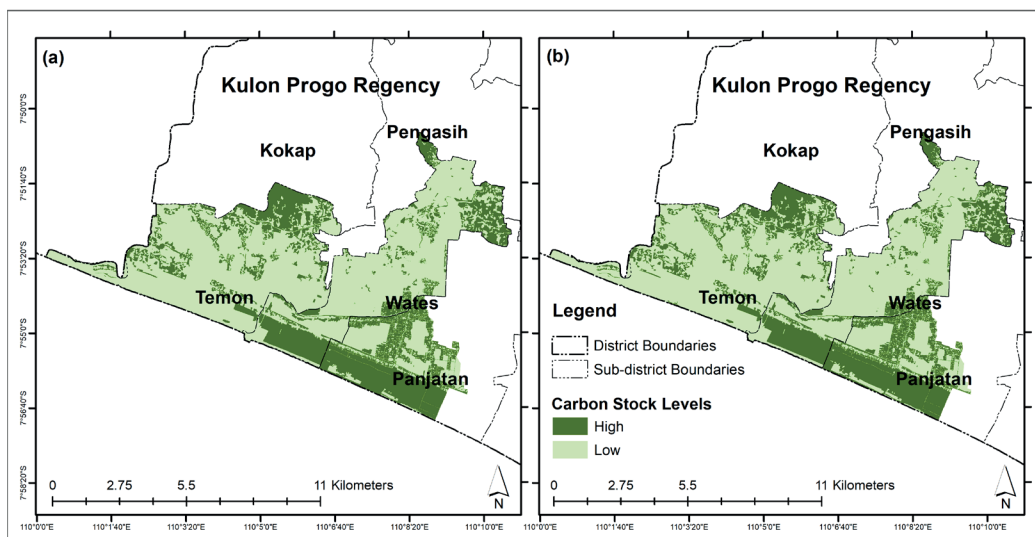 (a)
Kulon Progo Regency
Pengasih
Kokap
Temon
Wates
Panjatan
0 2.75 5.5 11 Kilometers
N
7°50'0"S
7°51'40"S
7°53'20"S
7°55'0"S
7°56'40"S
7°58'20"S
110°0'0"E 110°1'40"E 110°3'20"E 110°5'0"E 110°6'40"E 110°8'20"E 110°10'0"E
(b)
Kulon Progo Regency
Pengasih
Kokap
Temon
Wates
Panjatan
Legend
District Boundaries
Sub-district Boundaries
Carbon Stock Levels
High
Low
0 2.75 5.5 11 Kilometers
N
110°0'0"E 110°1'40"E 110°3'20"E 110°5'0"E 110°6'40"E 110°8'20"E 110°10'0"E